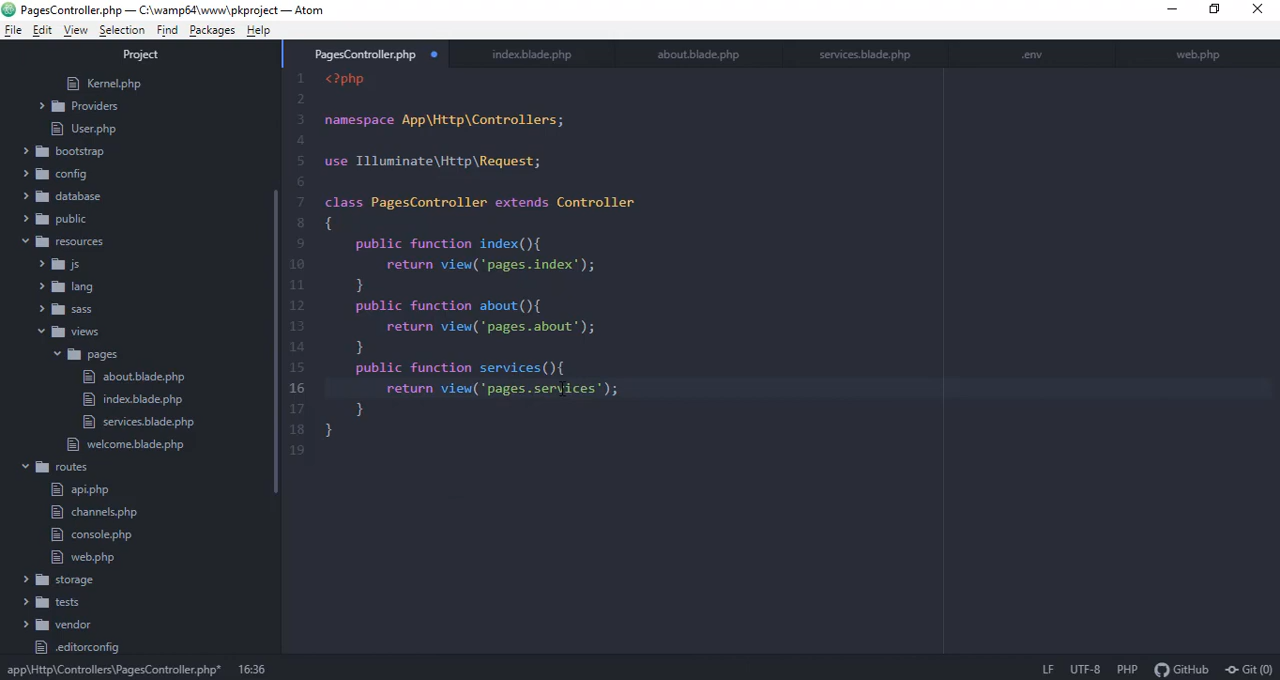 PagesController.php — C:\wamp64\www\pkproject — Atom
File Edit View Selection Find Packages Help
Project
Kernel.php
Providers
User.php
bootstrap
config
database
public
resources
js
lang
sass
views
pages
about.blade.php
index.blade.php
services.blade.php
welcome.blade.php
routes
api.php
channels.php
console.php
web.php
storage
tests
vendor
.editorconfig
PagesController.php index.blade.php about.blade.php services.blade.php .env web.php
1 <?php
2
3 namespace App\Http\Controllers;
4
5 use Illuminate\Http\Request;
6
7 class PagesController extends Controller
8 {
9 public function index(){
10 return view('pages.index');
11 }
12 public function about(){
13 return view('pages.about');
14 }
15 public function services(){
16 return view('pages.services');
17 }
18 }
19
app\Http\Controllers\PagesController.php* 16:36 LF UTF-8 PHP GitHub Git (0)